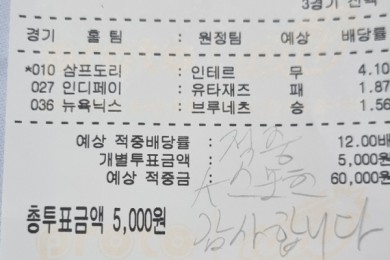 3경기 선택
경기 홈 팀 : 원정팀 예상 배당률
*010 삼프도리 : 인테르 무 4.10
027 인디페이 : 유타재즈 패 1.87
036 뉴욕닉스 : 브루네츠 승 1.56
예상 적중배당률 : 12.00배
개별투표금액 : 5,000원
예상 적중금 : 60,000원
적중
감사합니다
총투표금액 5,000원